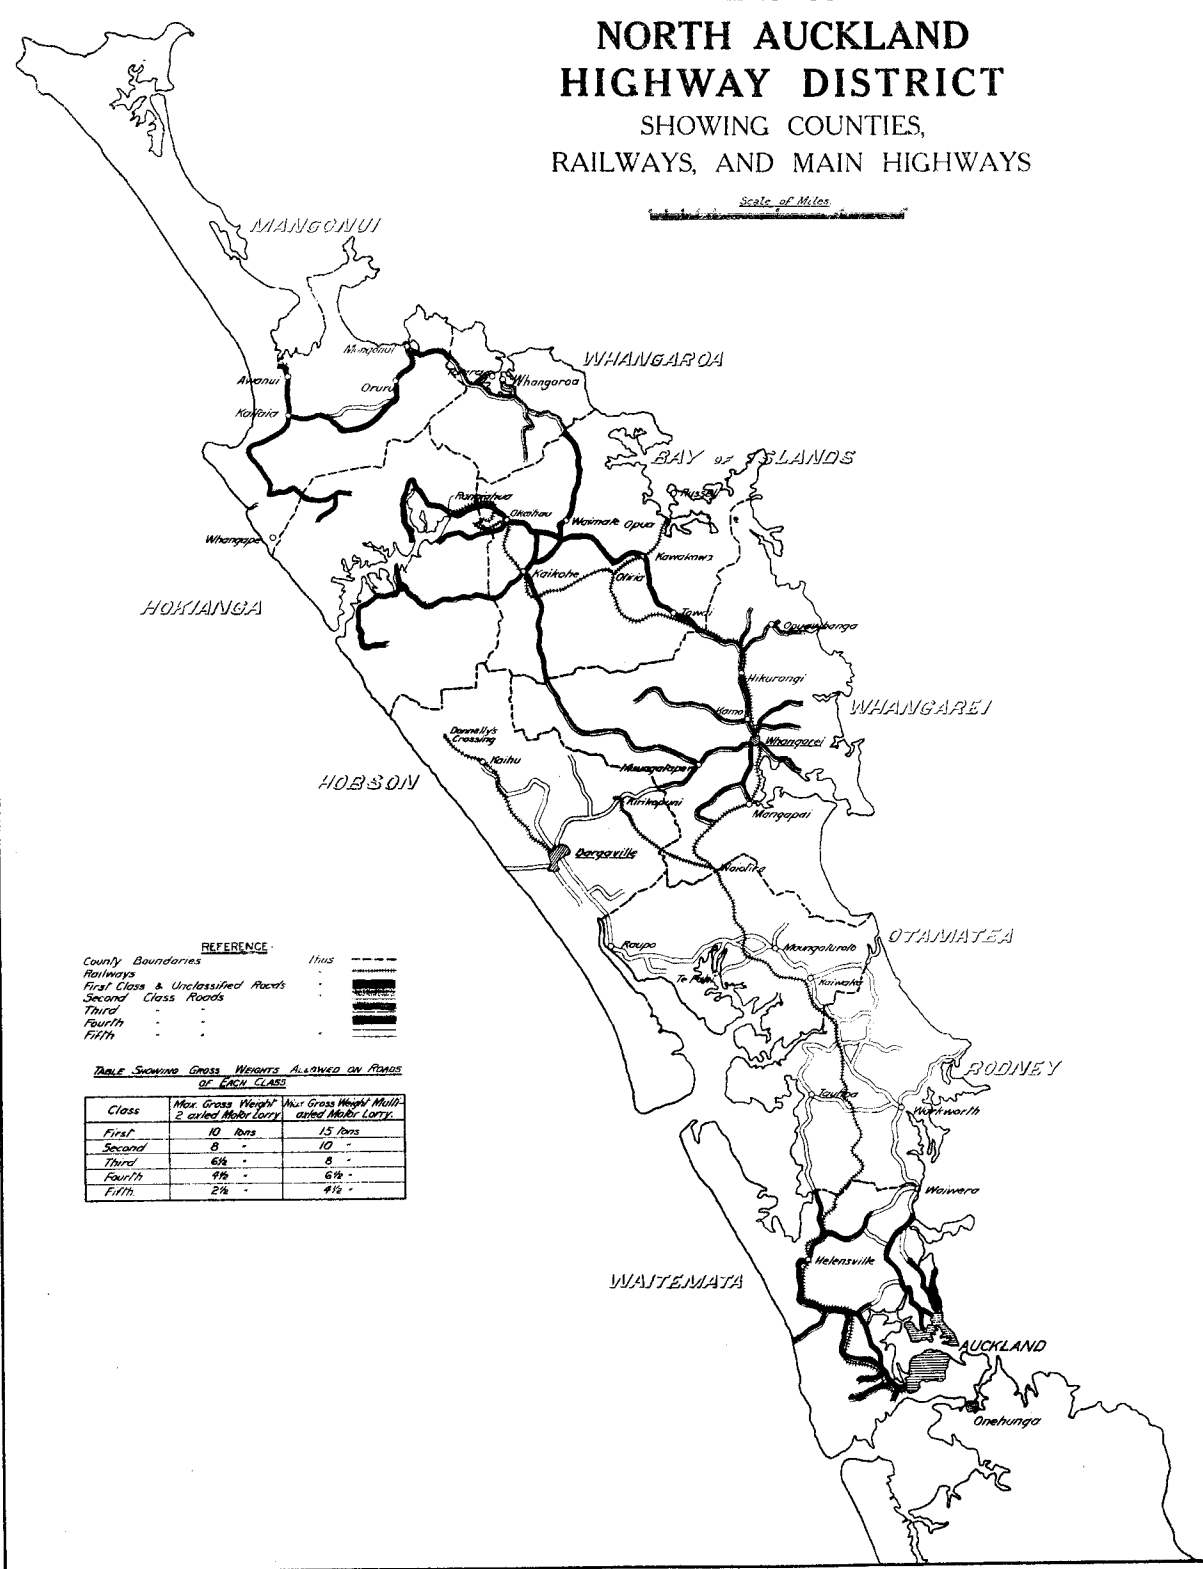 NORTH AUCKLAND
HIGHWAY DISTRICT
SHOWING COUNTIES,
RAILWAYS, AND MAIN HIGHWAYS
Scale of Miles
MANGONUI
WHANGAROA
Mangonui
Awanui
Oruru
Whangaroa
Kaitaia
BAY OF ISLANDS
Russell
Rangiahua
Okaihau
Waimate
Opua
Whangape
Kawakawa
Kaikohe
Otiria
HOKIANGA
Towai
Opuawhanga
Hikurangi
Kamo
WHANGAREI
Donnelly's
Crossing
Whangarei
Kaihu
Maungatapere
HOBSON
Kirikopuni
Mangapai
Dargaville
Waiotira
OTAMATEA
Raupo
Maungaturoto
Te
Kaiwaka
REFERENCE
County Boundaries thus
Railways "
First Class & Unclassified Roads "
Second Class Roads "
Third " "
Fourth " "
Fifth " " "
TABLE SHOWING GROSS WEIGHTS ALLOWED ON ROADS
OF EACH CLASS
Class Max. Gross Weight 2 axled Motor Lorry Max. Gross Weight Multi-axled Motor Lorry.
First 10 tons 15 tons
Second 8 " 10 "
Third 6½ " 8 "
Fourth 4½ " 6½ "
Fifth 2½ " 4½ "
RODNEY
Tauhoa
Warkworth
Waiwera
Helensville
WAITEMATA
AUCKLAND
Onehunga